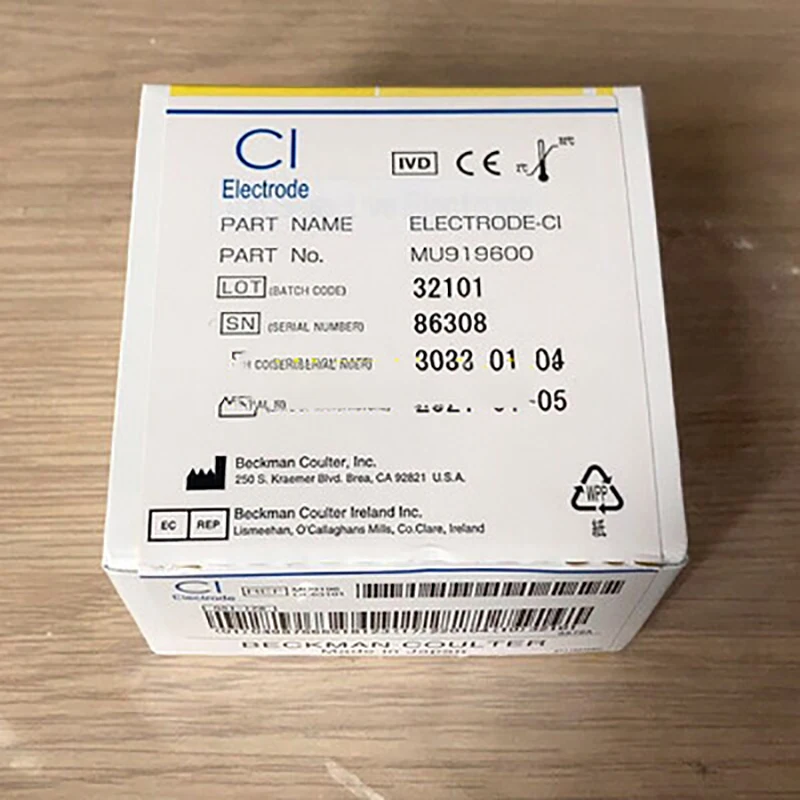 Cl
Electrode
IVD CE
PART NAME ELECTRODE-Cl
PART No. MU919600
LOT (BATCH CODE) 32101
SN (SERIAL NUMBER) 86308
3033 01 04
05
Beckman Coulter, Inc.
250 S. Kraemer Blvd. Brea, CA 92821 U.S.A.
EC REP Beckman Coulter Ireland Inc.
Lismeehan, O'Callaghans Mills, Co.Clare, Ireland
WPP
紙
Cl
Electrode REF
BECKMAN COULTER
Made in Japan